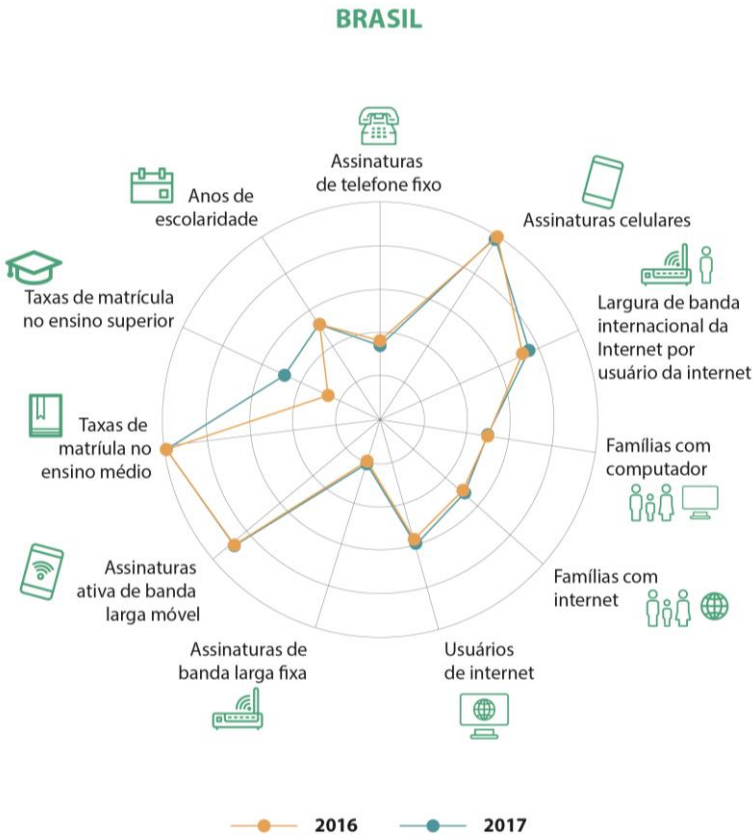 BRASIL
Assinaturas
de telefone fixo
Assinaturas celulares
Largura de banda
internacional da
Internet por
usuário da internet
Famílias com
computador
Famílias com
internet
Usuários
de internet
Assinaturas de
banda larga fixa
Assinaturas
ativa de banda
larga móvel
Taxas de
matríula no
ensino médio
Taxas de matrícula
no ensino superior
Anos de
escolaridade
2016
2017